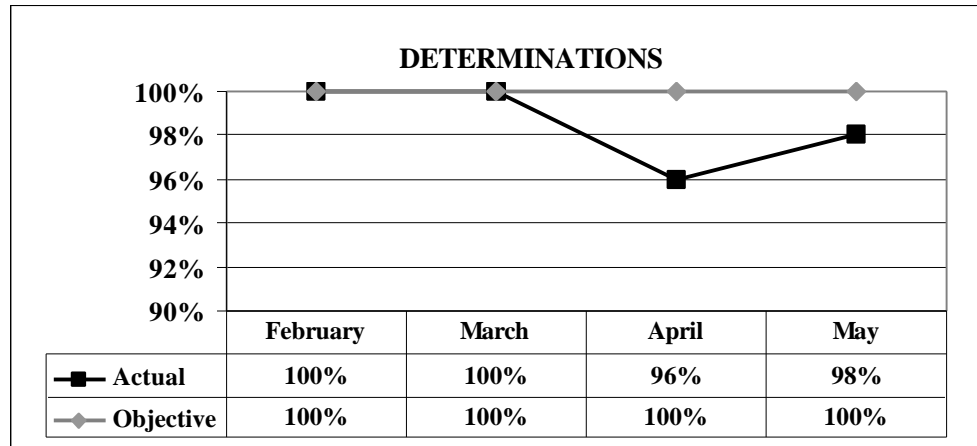 DETERMINATIONS
100%
98%
96%
94%
92%
90%
February March April May
Actual 100% 100% 96% 98%
Objective 100% 100% 100% 100%